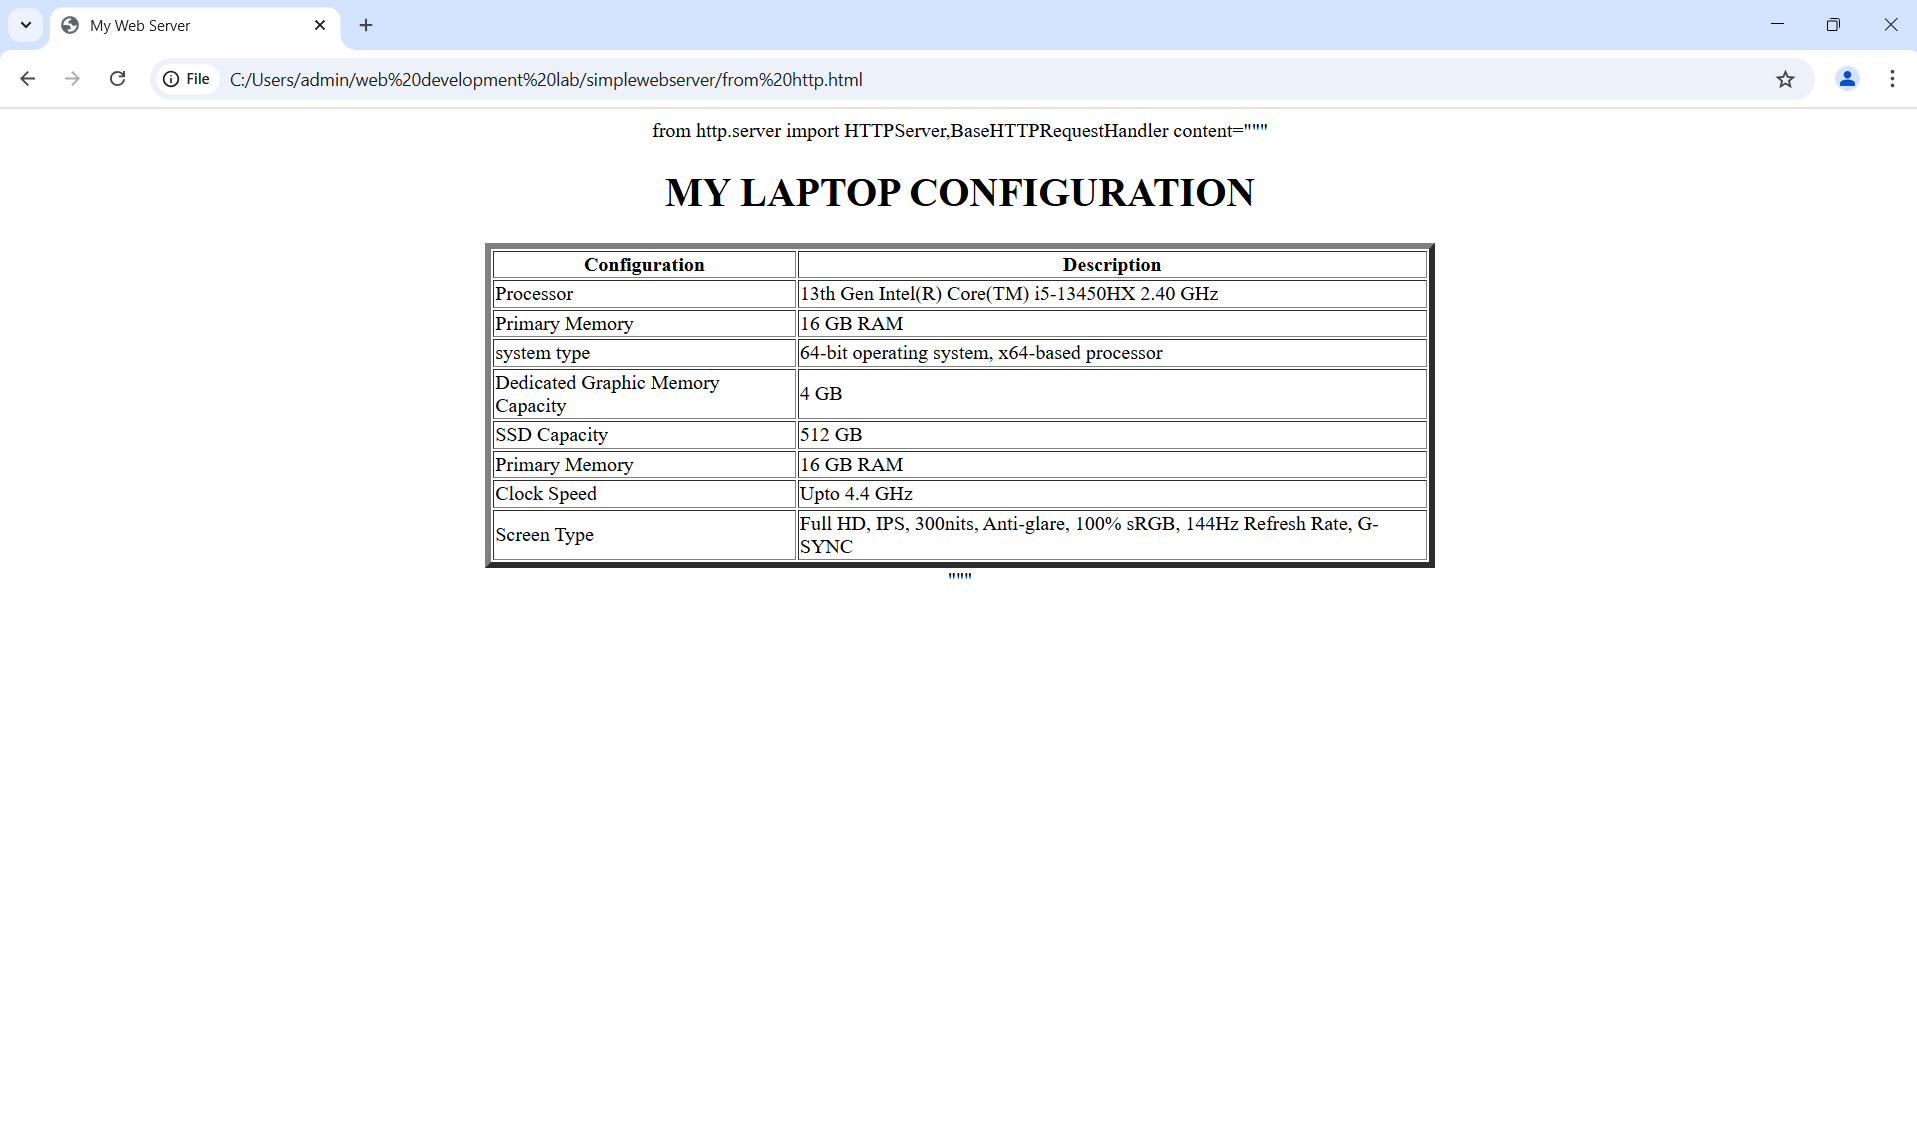 My Web Server
File
C:/Users/admin/web%20development%20lab/simplewebserver/from%20http.html
from http.server import HTTPServer,BaseHTTPRequestHandler content="""
MY LAPTOP CONFIGURATION
Configuration Description
Processor 13th Gen Intel(R) Core(TM) i5-13450HX 2.40 GHz
Primary Memory 16 GB RAM
system type 64-bit operating system, x64-based processor
Dedicated Graphic Memory
Capacity
4 GB
SSD Capacity 512 GB
Primary Memory 16 GB RAM
Clock Speed Upto 4.4 GHz
Screen Type
Full HD, IPS, 300nits, Anti-glare, 100% sRGB, 144Hz Refresh Rate, G-
SYNC
"""